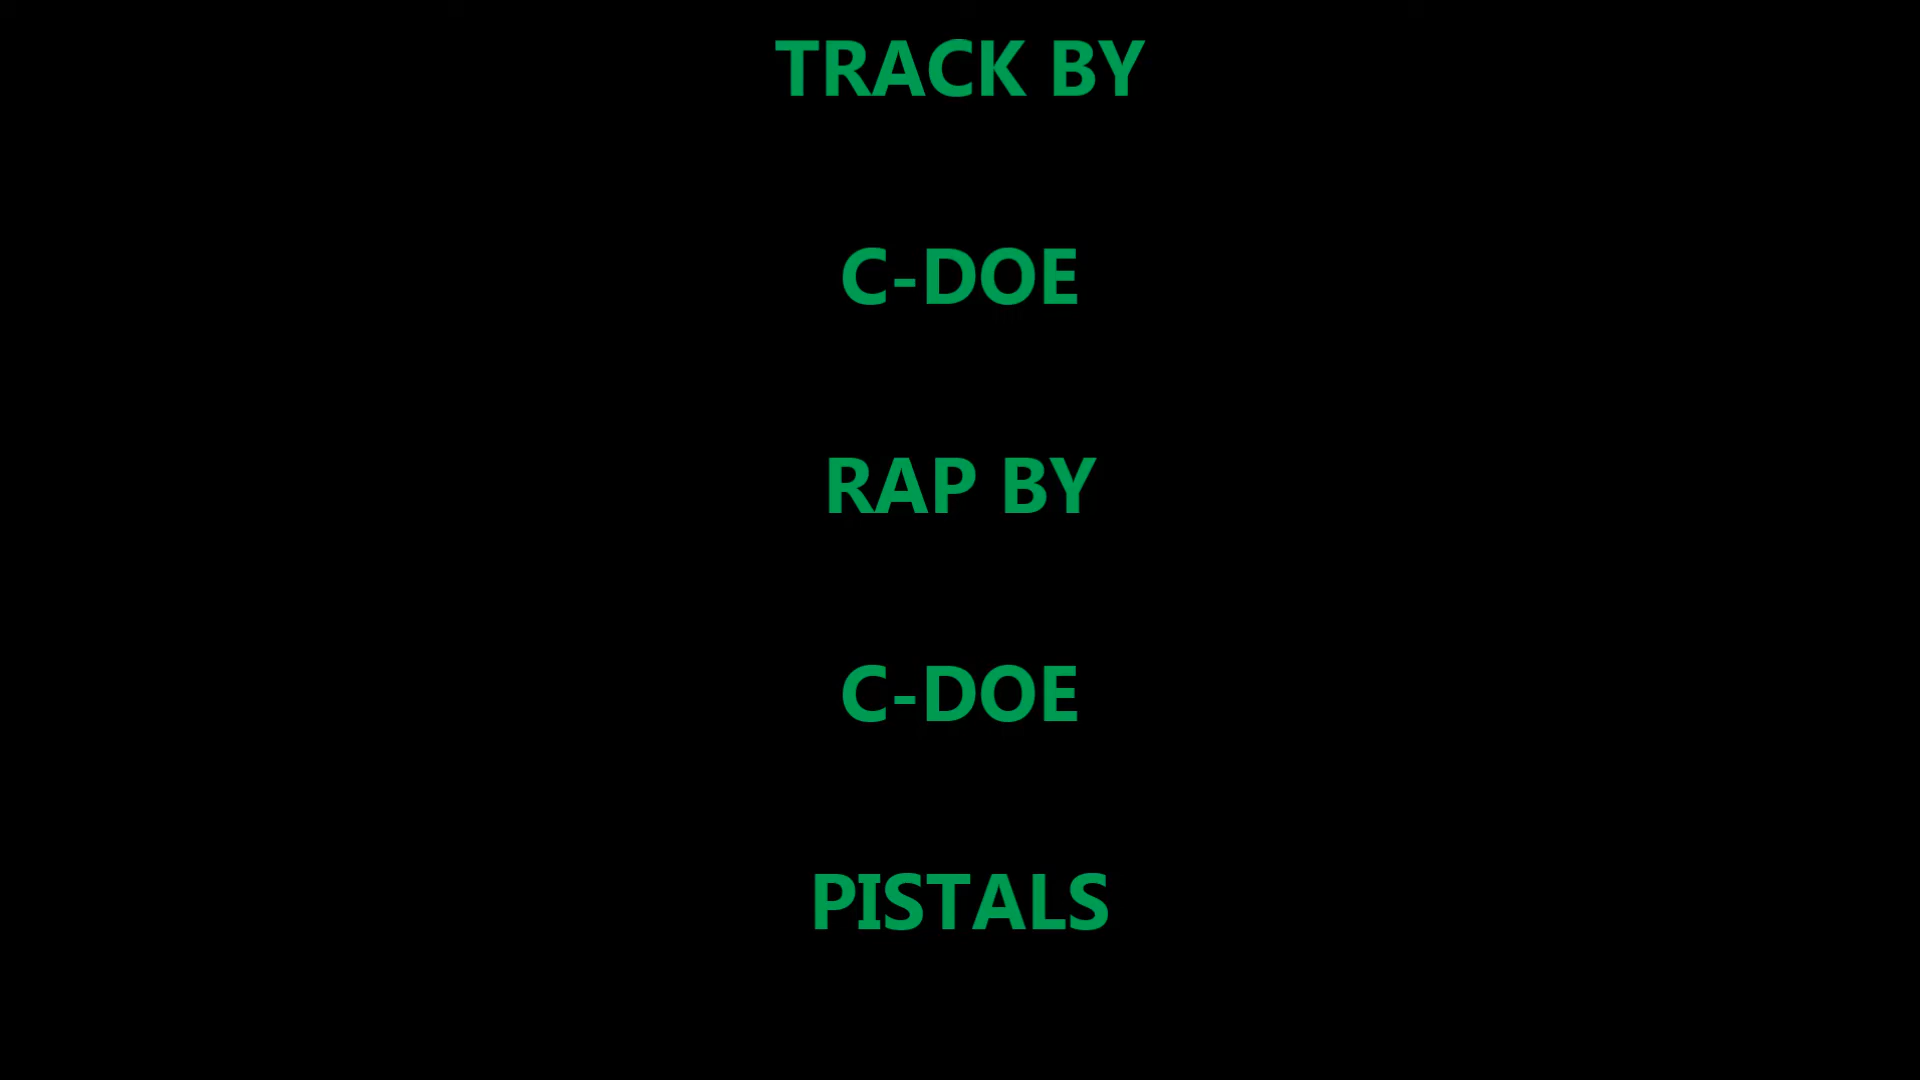 TRACK BY
C-DOE
RAP BY
C-DOE
PISTALS